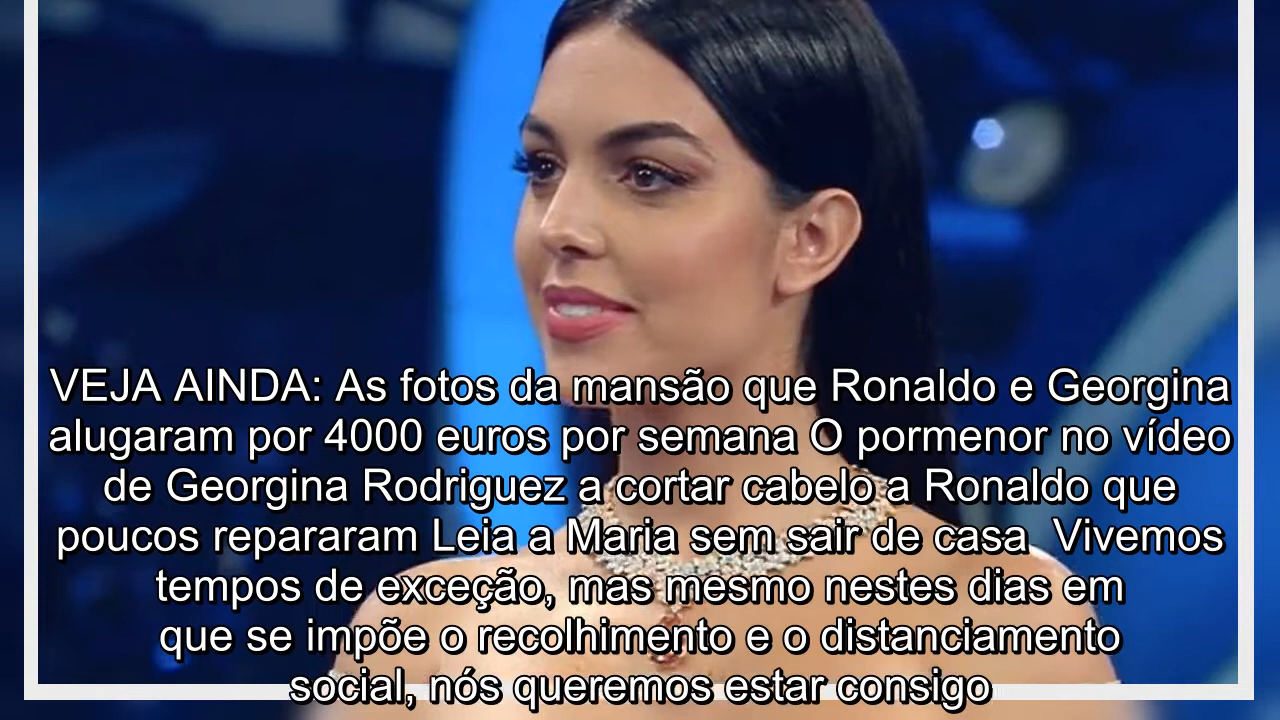 VEJA AINDA: As fotos da mansão que Ronaldo e Georgina
alugaram por 4000 euros por semana O pormenor no vídeo
de Georgina Rodriguez a cortar cabelo a Ronaldo que
poucos repararam Leia a Maria sem sair de casa  Vivemos
tempos de exceção, mas mesmo nestes dias em
que se impõe o recolhimento e o distanciamento
social, nós queremos estar consigo